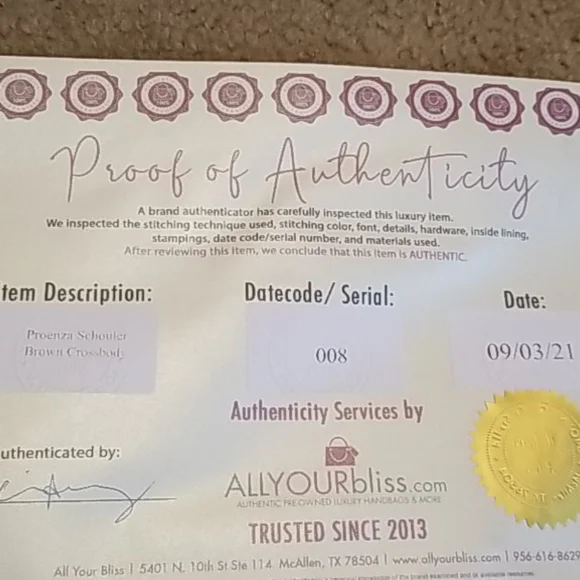 Proof of Authenticity
A brand authenticator has carefully inspected this luxury item.
We inspected the stitching technique used, stitching color, font, details, hardware, inside lining,
stampings, date code/serial number, and materials used.
After reviewing this item, we conclude that this item is AUTHENTIC.
tem Description:
Datecode/ Serial:
Date:
Proenza Schouler
Brown Crossbody
008
09/03/21
Authenticity Services by
uthenticated by:
ALLYOURbliss.com
AUTHENTIC PRE-OWNED LUXURY HANDBAGS & MORE
TRUSTED SINCE 2013
All Your Bliss | 5401 N. 10th St Ste 114 McAllen, TX 78504 | www.allyourbliss.com | 956-616-8629